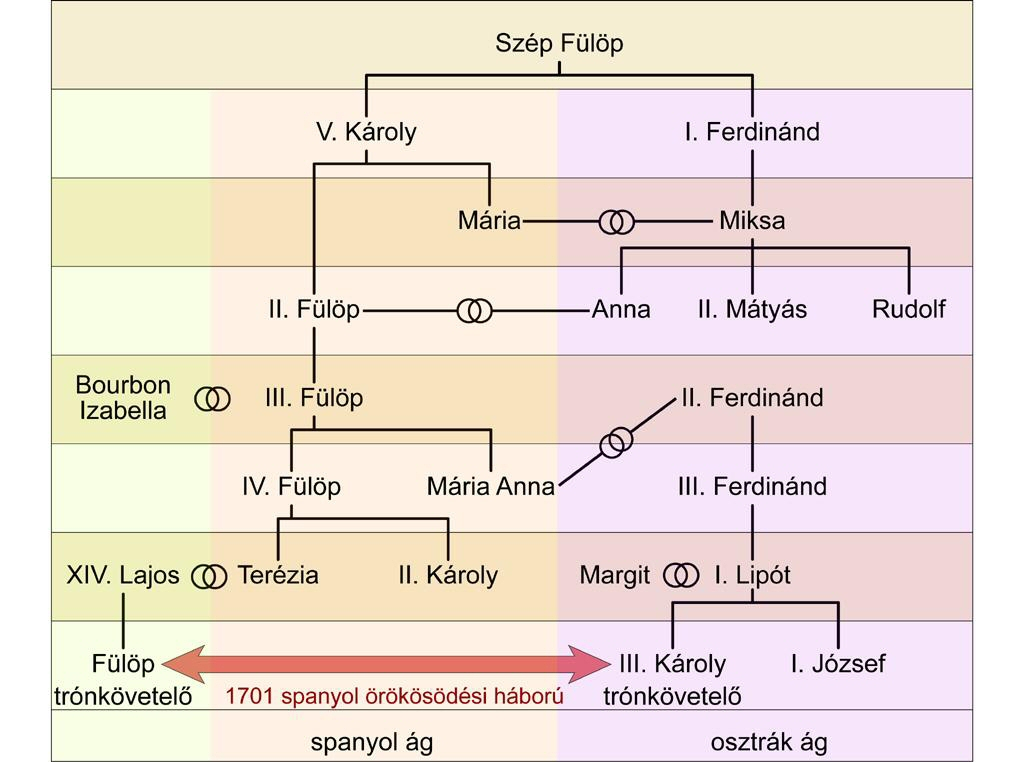 Szép Fülöp
V. Károly
I. Ferdinánd
Mária
Miksa
II. Fülöp
Anna
II. Mátyás
Rudolf
Bourbon
Izabella
III. Fülöp
II. Ferdinánd
IV. Fülöp
Mária Anna
III. Ferdinánd
XIV. Lajos
Terézia
II. Károly
Margit
I. Lipót
Fülöp
trónkövetelő
1701 spanyol örökösödési háború
III. Károly
trónkövetelő
I. József
spanyol ág
osztrák ág